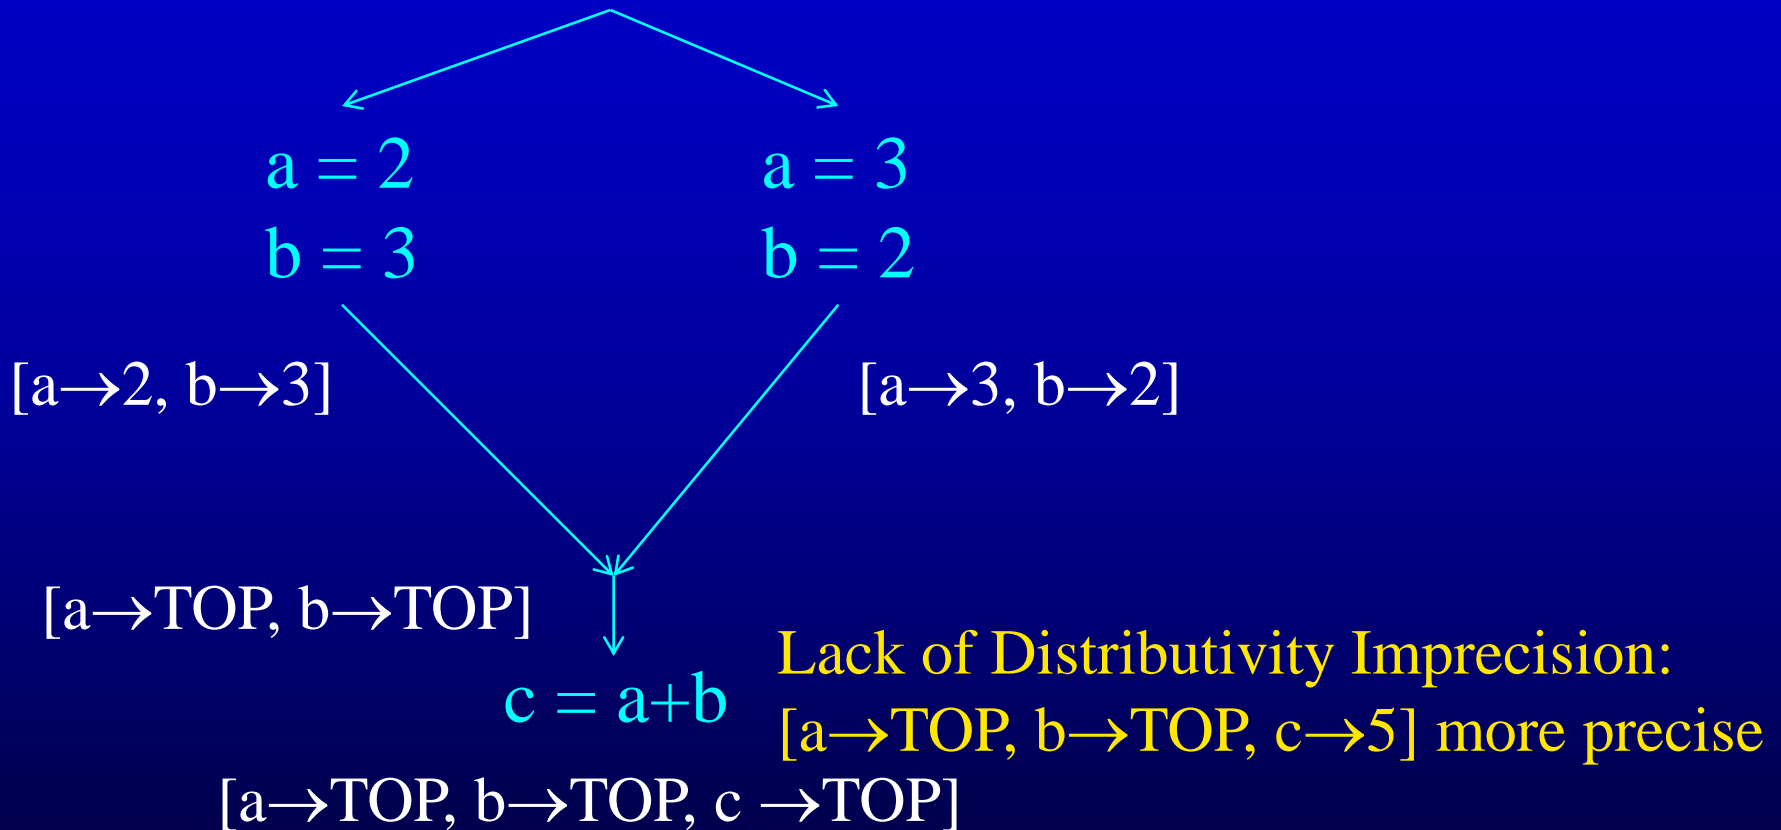 a = 2
b = 3
a = 3
b = 2
[a→2, b→3]
[a→3, b→2]
[a→TOP, b→TOP]
c = a+b
Lack of Distributivity Imprecision:
[a→TOP, b→TOP, c→5] more precise
[a→TOP, b→TOP, c →TOP]